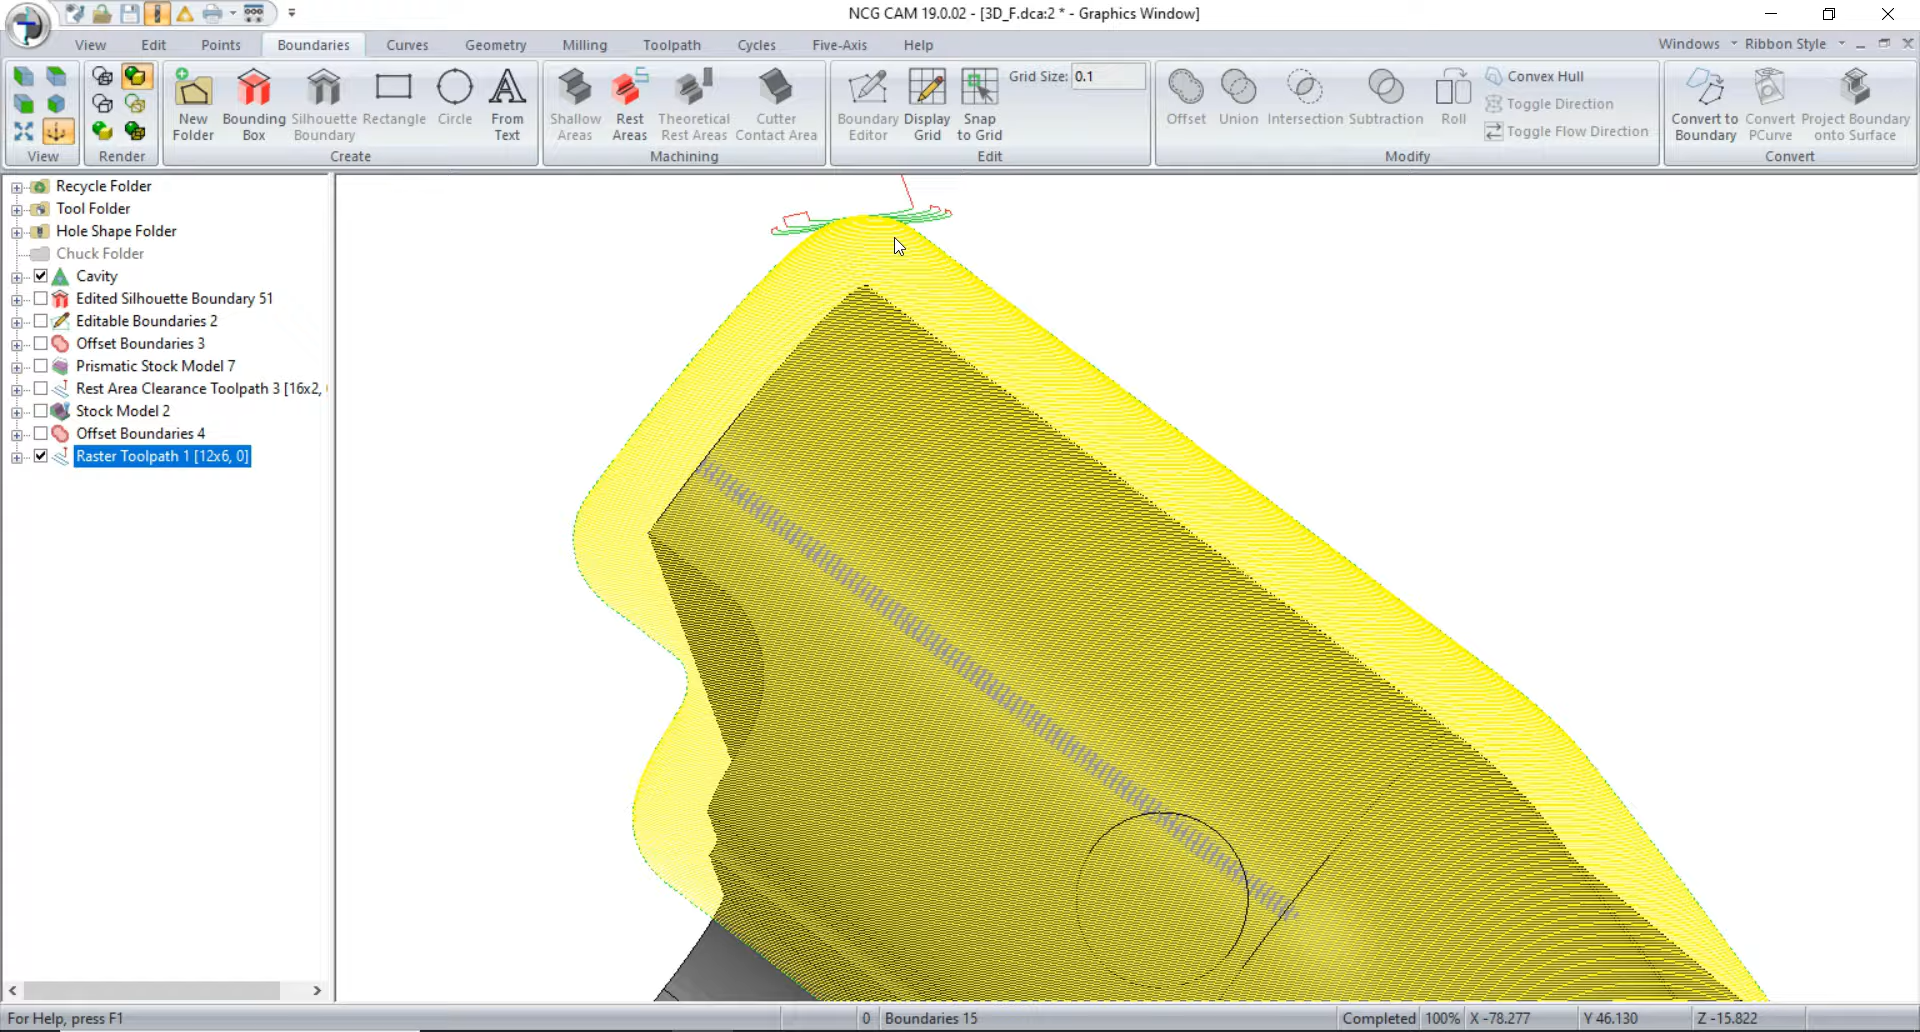 NCG CAM 19.0.02 - [3D_F.dca:2 * - Graphics Window]
View Edit Points Boundaries Curves Geometry Milling Toolpath Cycles Five-Axis Help Windows Ribbon Style
New Folder Bounding Box Silhouette Boundary Rectangle Circle From Text
Shallow Areas Rest Areas Theoretical Rest Areas Cutter Contact Area
Boundary Editor Display Grid Snap to Grid Grid Size: 0.1
Offset Union Intersection Subtraction Roll Convex Hull
Toggle Direction
Toggle Flow Direction
Convert to Boundary Convert PCurve Project Boundary onto Surface
View Render Create Machining Edit Modify Convert
Recycle Folder
Tool Folder
Hole Shape Folder
Chuck Folder
Cavity
Edited Silhouette Boundary 51
Editable Boundaries 2
Offset Boundaries 3
Prismatic Stock Model 7
Rest Area Clearance Toolpath 3 [16x2,
Stock Model 2
Offset Boundaries 4
Raster Toolpath 1 [12x6, 0]
For Help, press F1 0 Boundaries 15 Completed 100% X -78.277 Y 46.130 Z -15.822